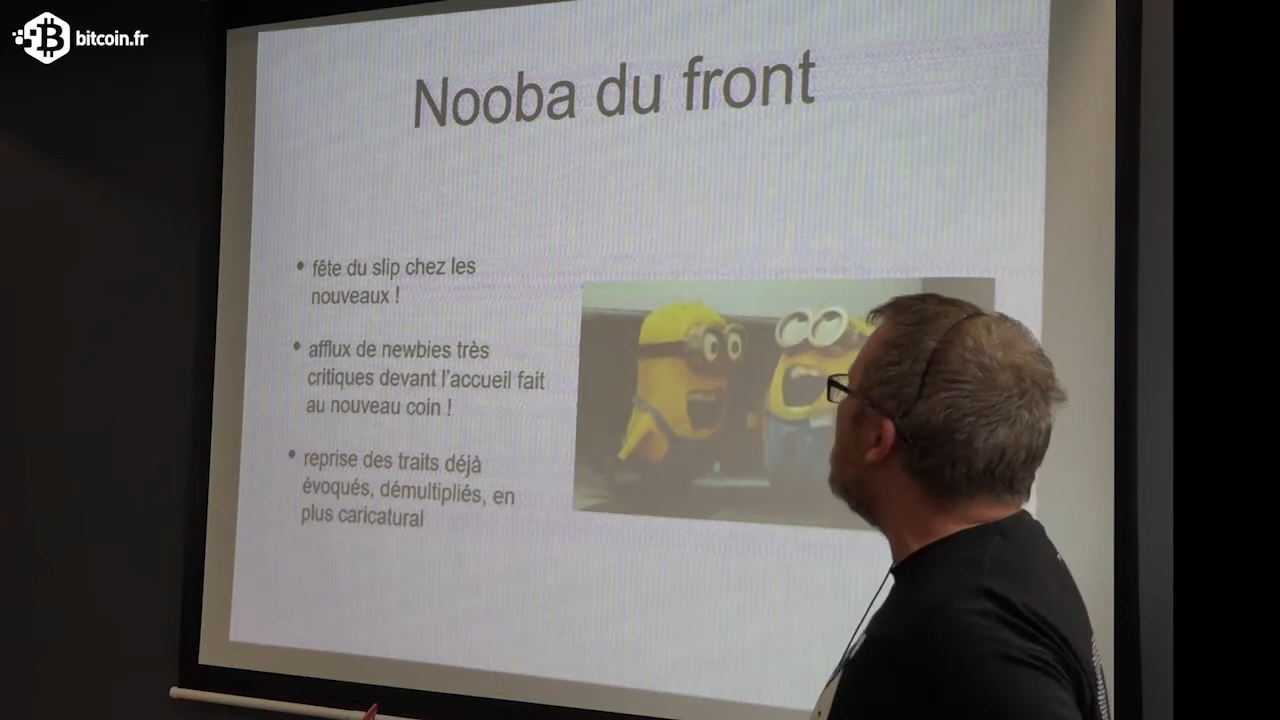 bitcoin.fr
Nooba du front
• fête du slip chez les
nouveaux !
• afflux de newbies très
critiques devant l'accueil fait
au nouveau coin !
• reprise des traits déjà
évoqués, démultipliés, en
plus caricatural